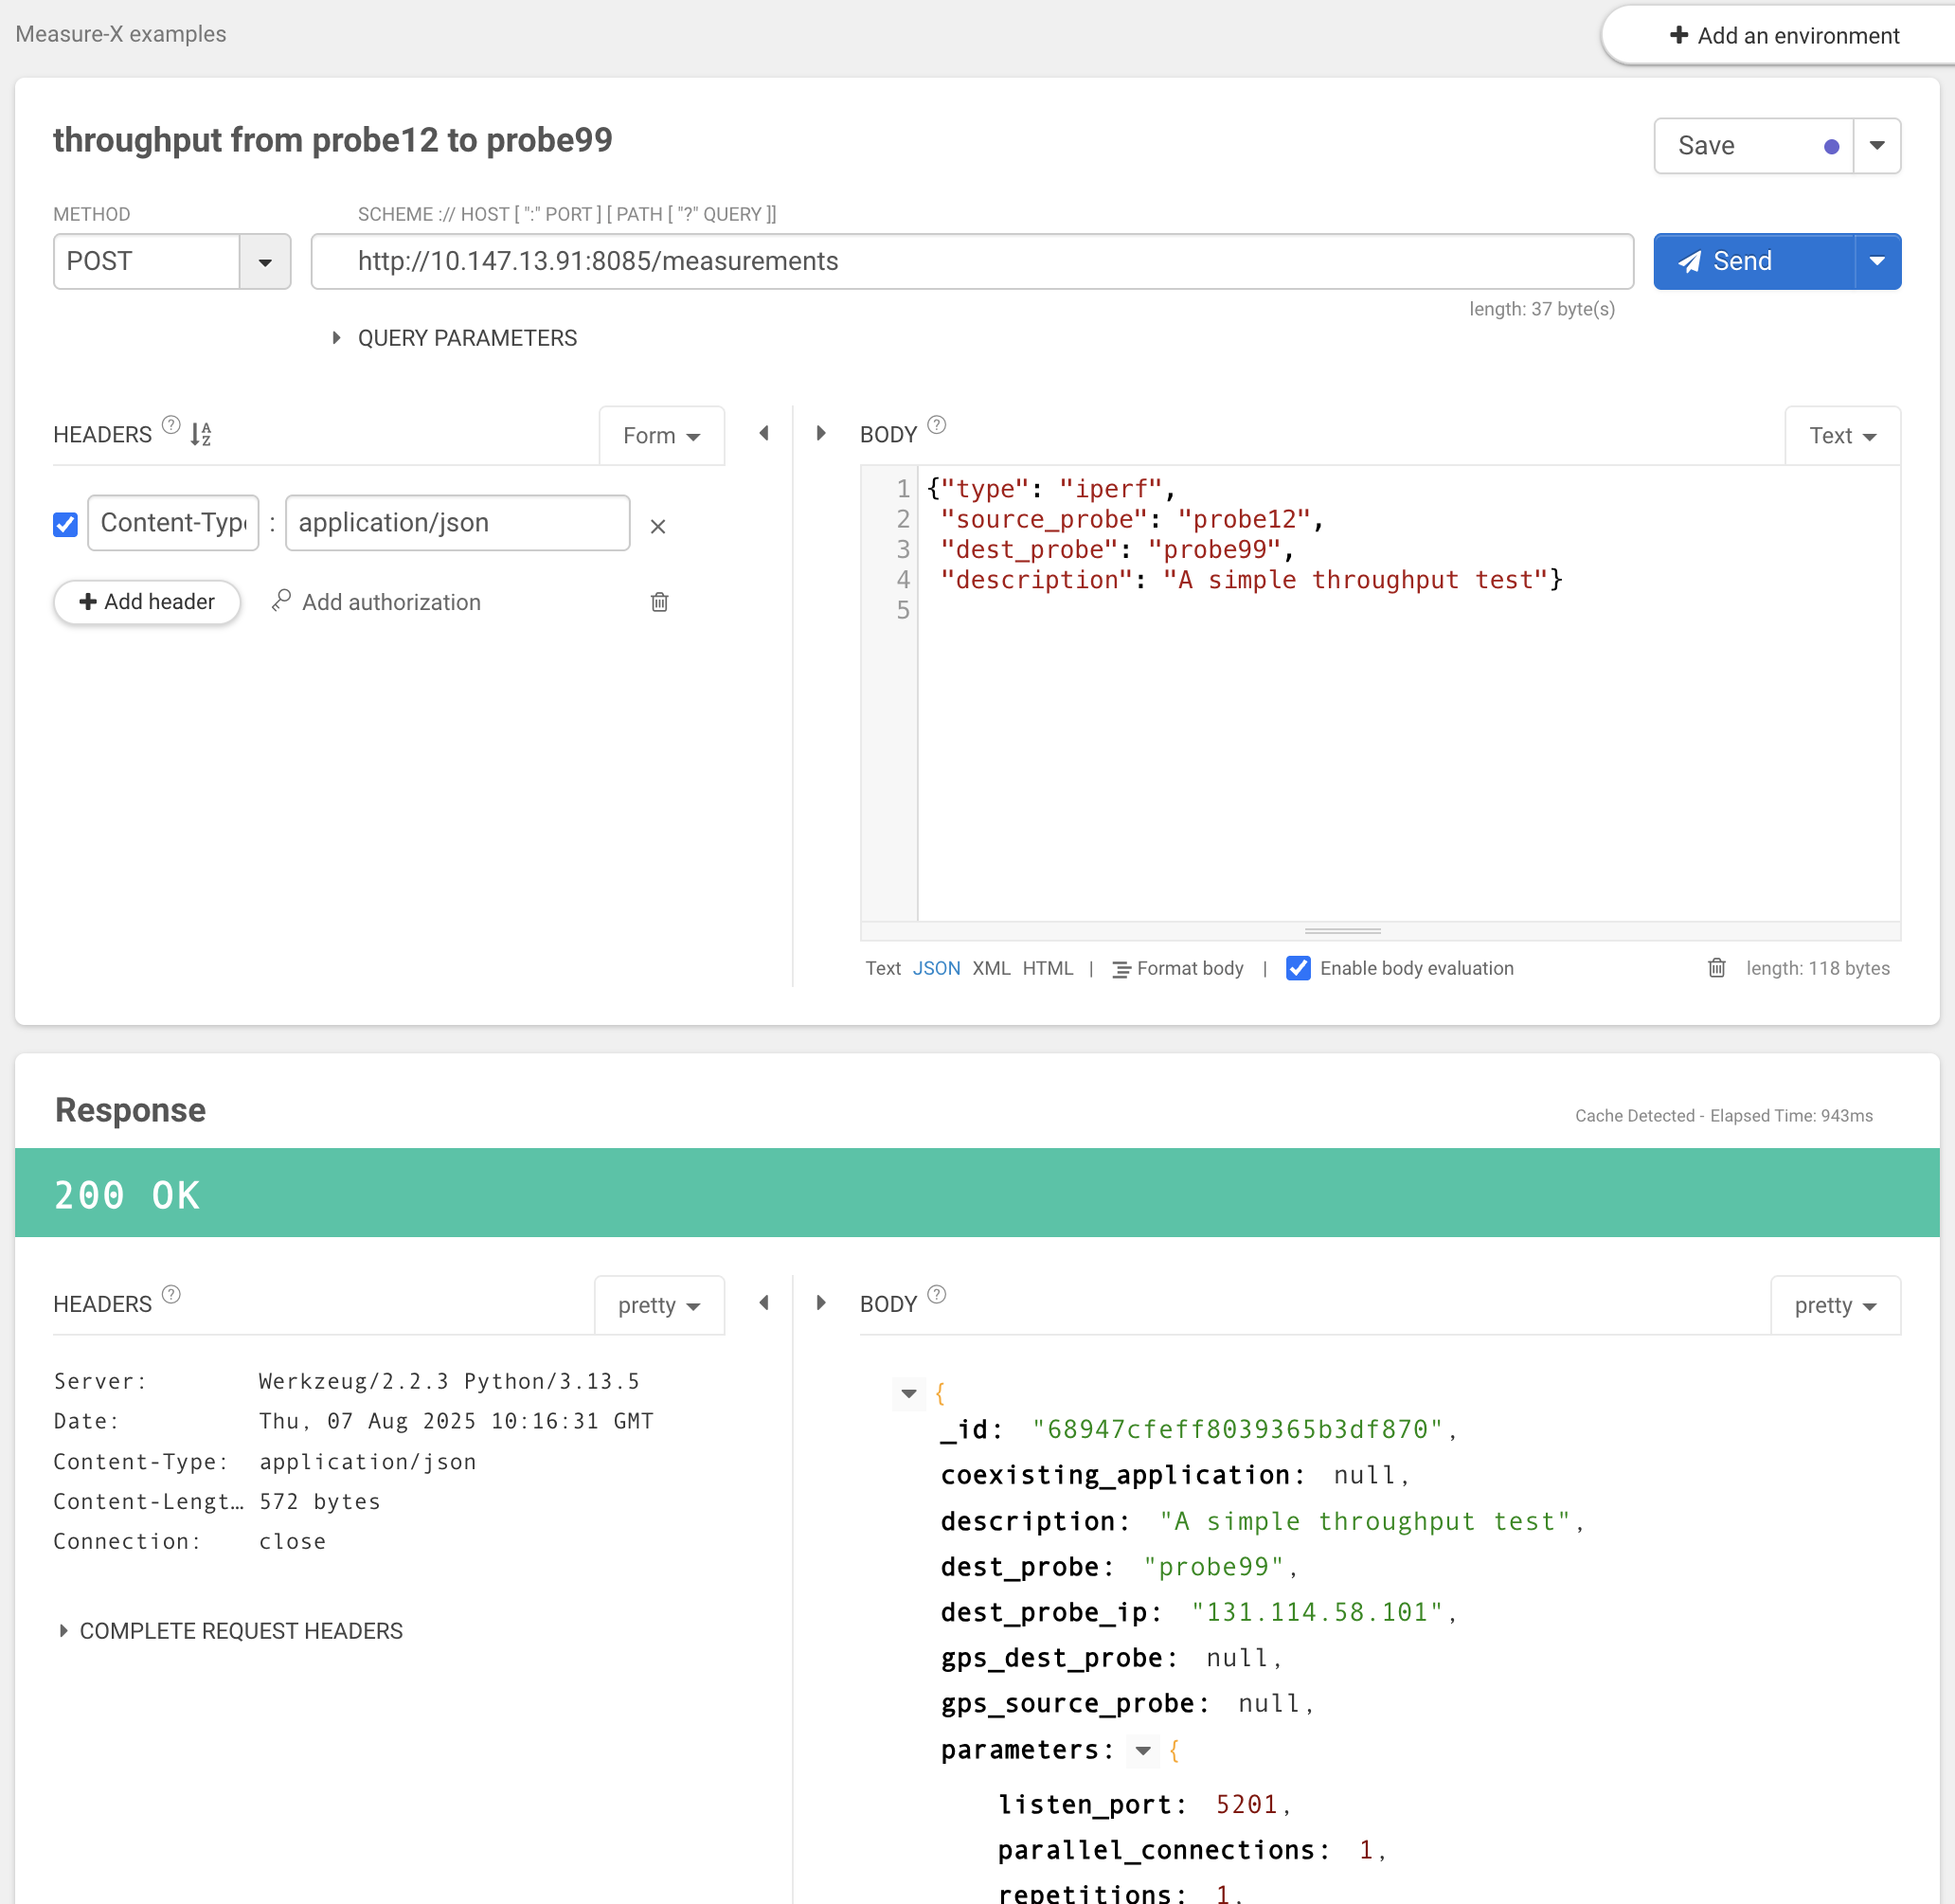 Measure-X examples
Add an environment
throughput from probe12 to probe99
Save
METHOD
SCHEME :// HOST [ ":" PORT ] [ PATH [ "?" QUERY ]]
POST
http://10.147.13.91:8085/measurements
Send
length: 37 byte(s)
QUERY PARAMETERS
HEADERS ? A Z
Form
Content-Typ : application/json ×
Add header
Add authorization
BODY ?
Text
1 {"type": "iperf",
2 "source_probe": "probe12",
3 "dest_probe": "probe99",
4 "description": "A simple throughput test"}
5
Text JSON XML HTML | Format body | Enable body evaluation
length: 118 bytes
Response
Cache Detected - Elapsed Time: 943ms
200 OK
HEADERS ?
pretty
Server: Werkzeug/2.2.3 Python/3.13.5
Date: Thu, 07 Aug 2025 10:16:31 GMT
Content-Type: application/json
Content-Lengt… 572 bytes
Connection: close
COMPLETE REQUEST HEADERS
BODY ?
pretty
{
_id: "68947cfeff8039365b3df870",
coexisting_application: null,
description: "A simple throughput test",
dest_probe: "probe99",
dest_probe_ip: "131.114.58.101",
gps_dest_probe: null,
gps_source_probe: null,
parameters: {
listen_port: 5201,
parallel_connections: 1,
repetitions: 1,